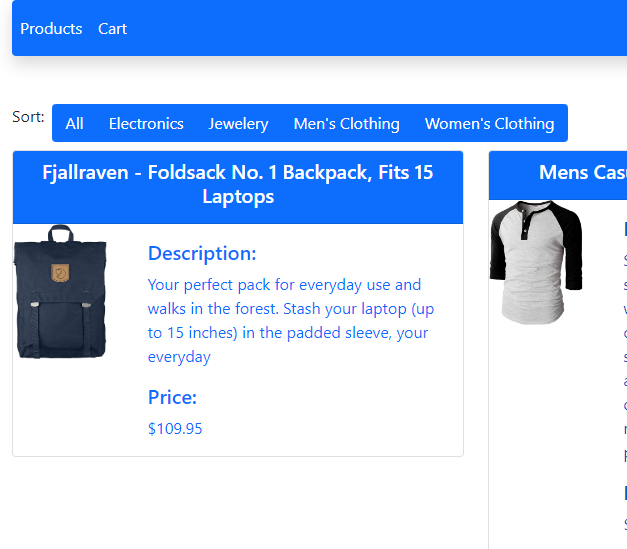 Products Cart
Sort: All Electronics Jewelery Men's Clothing Women's Clothing
Fjallraven - Foldsack No. 1 Backpack, Fits 15
Laptops
Description:
Your perfect pack for everyday use and
walks in the forest. Stash your laptop (up
to 15 inches) in the padded sleeve, your
everyday
Price:
$109.95
Mens